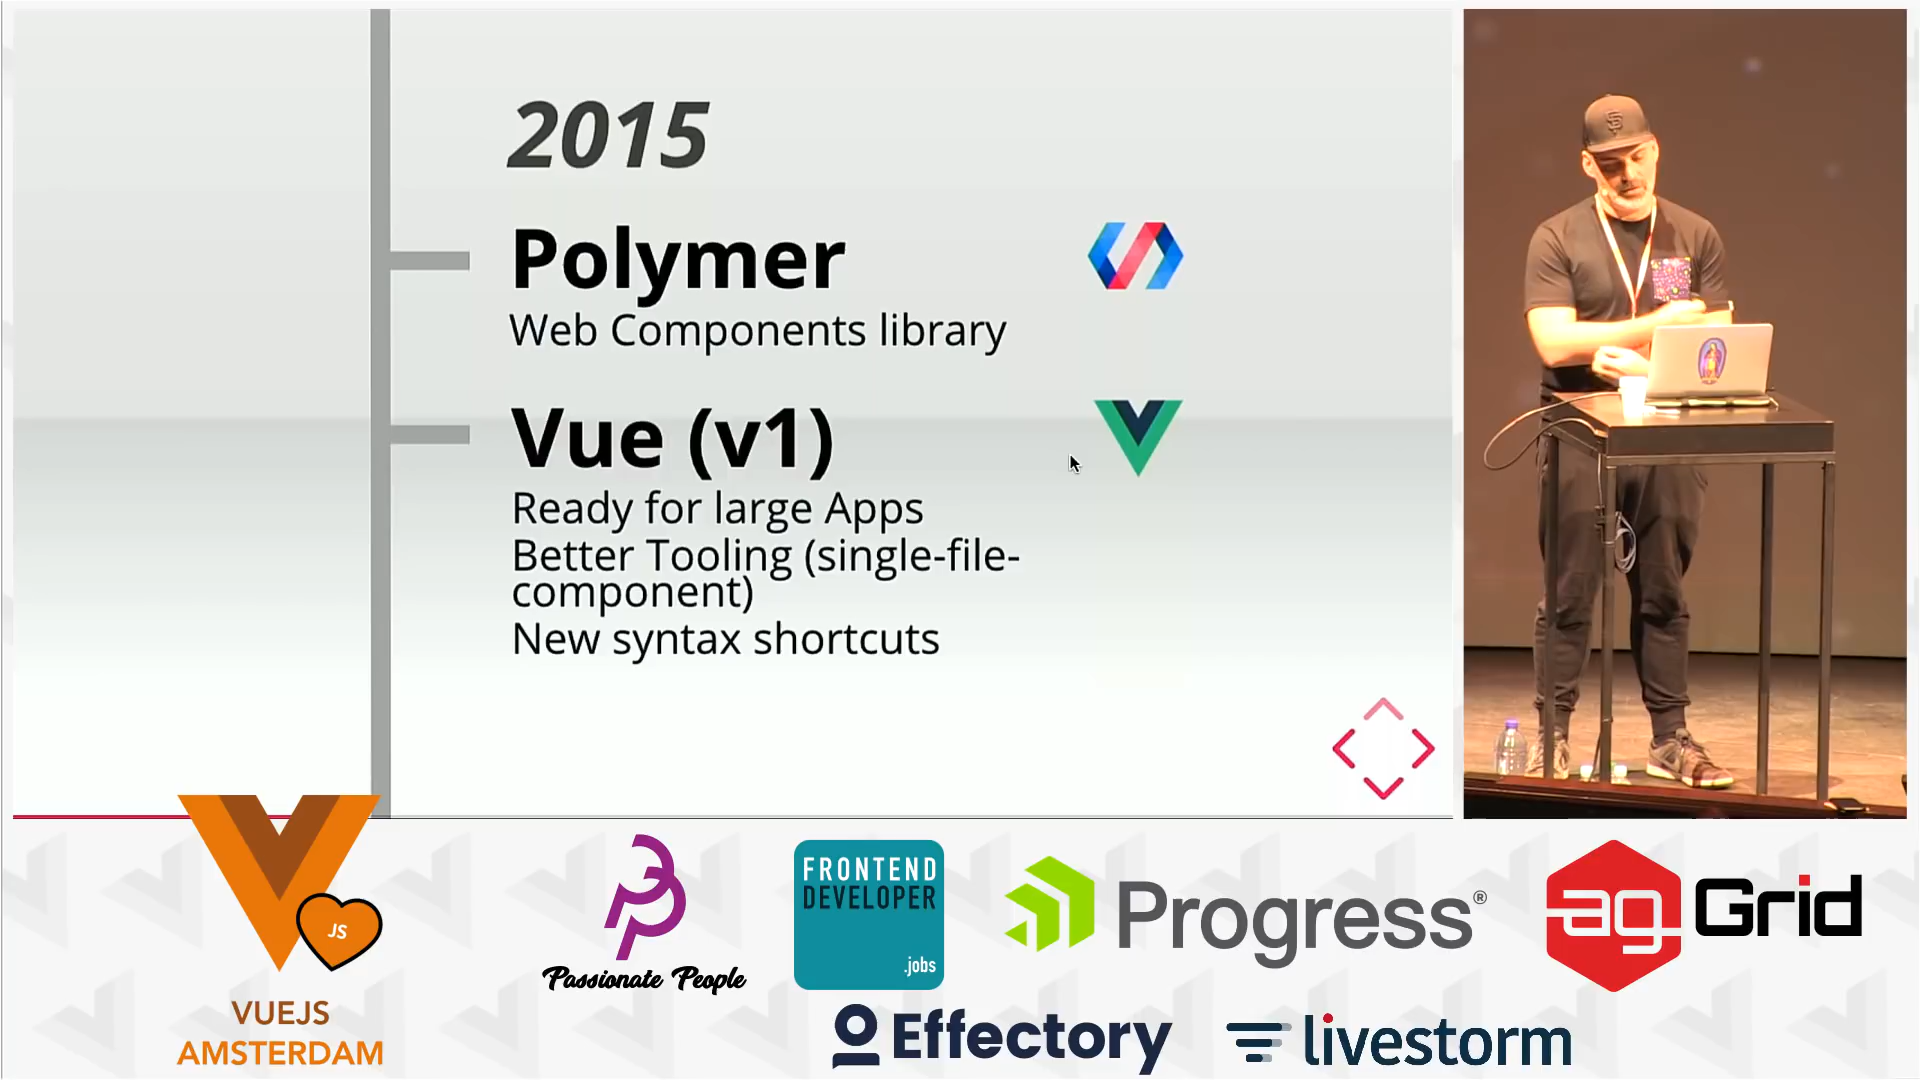 2015
Polymer
Web Components library
Vue (v1)
Ready for large Apps
Better Tooling (single-file-
component)
New syntax shortcuts
JS
VUEJS
AMSTERDAM
Passionate People
FRONTEND
DEVELOPER
.jobs
Progress®
ag Grid
Effectory
livestorm
SF